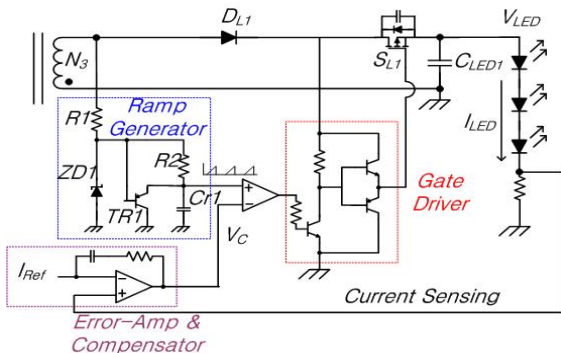 D_L1
V_LED
N_3
S_L1
C_LED1
Ramp
Generator
R1
I_LED
R2
ZD1
Cr1
TR1
+
−
Gate
Driver
V_C
I_Ref
−
+
Current Sensing
Error-Amp &
Compensator